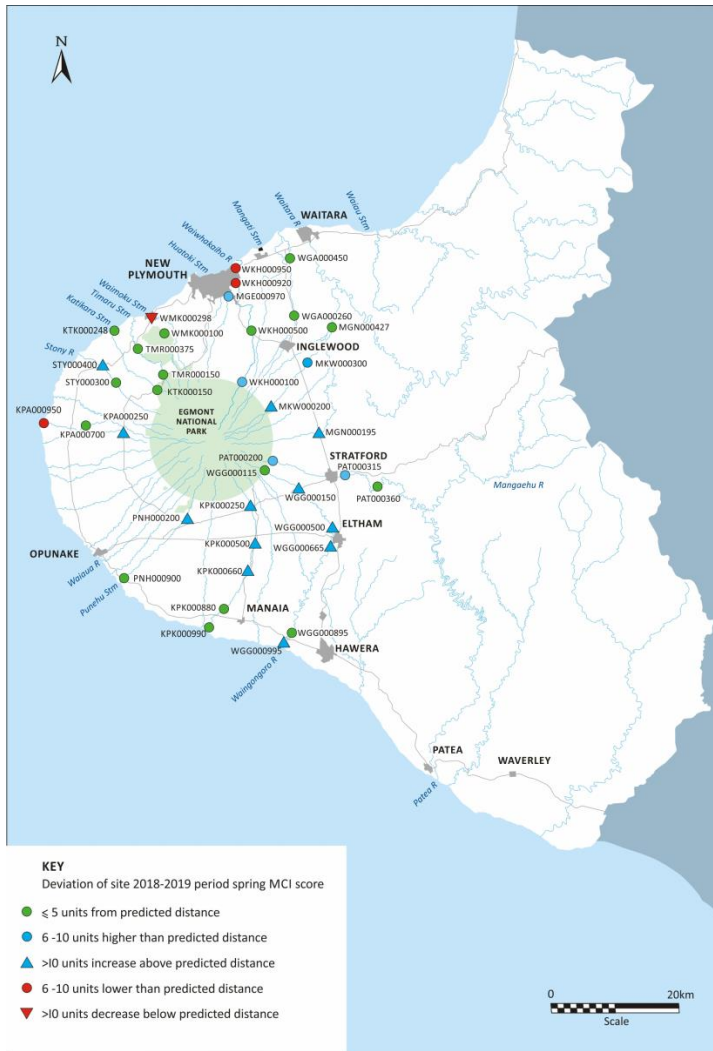 N
WAITARA
Waiau Stm
Waitara R
Mangati Stm
Waiwhakaiho R
Huatoki Stm
WGA000450
NEW
PLYMOUTH
WKH000950
WKH000920
MGE000970
Waimoku Stm
Timaru Stm
Katikara Stm
WMK000298
WGA000260
KTK000248
WMK000100
WKH000500
MGN000427
INGLEWOOD
TMR000375
Stony R
STY000400
MKW000300
TMR000150
STY000300
WKH000100
KTK000150
KPA000950
KPA000250
EGMONT
NATIONAL
PARK
MKW000200
KPA000700
MGN000195
PAT000200
STRATFORD
WGG000115
PAT000315
Mangaehu R
PAT000360
WGG000150
KPK000250
PNH000200
WGG000500
ELTHAM
KPK000500
WGG000665
OPUNAKE
Waiaua R
KPK000660
Punehu Stm
PNH000900
KPK000880
MANAIA
KPK000990
WGG000895
WGG000995
HAWERA
Waingongoro R
PATEA
WAVERLEY
Patea R
KEY
Deviation of site 2018-2019 period spring MCI score
⩽ 5 units from predicted distance
6 -10 units higher than predicted distance
>l0 units increase above predicted distance
6 -10 units lower than predicted distance
>l0 units decrease below predicted distance
0 20km
Scale